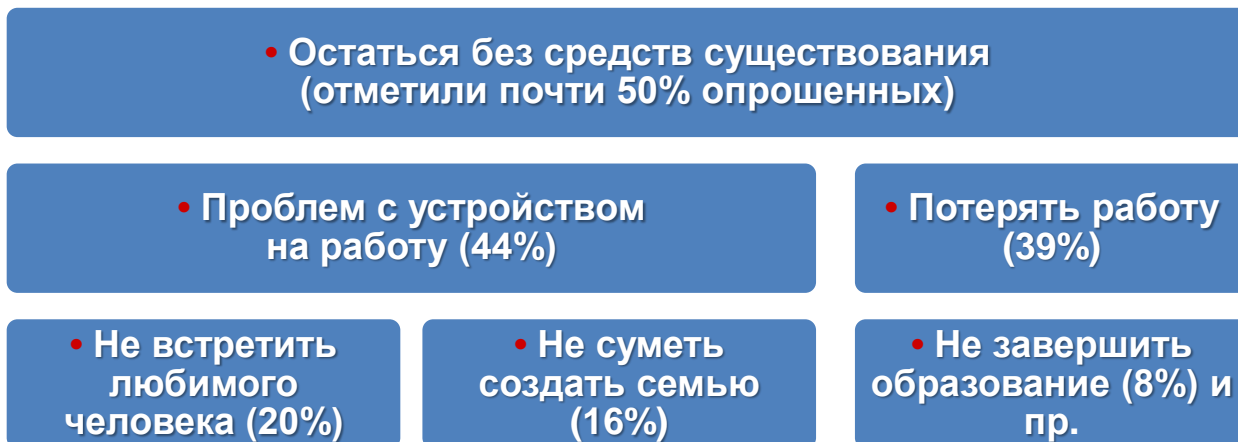 • Остаться без средств существования
(отметили почти 50% опрошенных)
• Проблем с устройством
на работу (44%)
• Потерять работу
(39%)
• Не встретить
любимого
человека (20%)
• Не суметь
создать семью
(16%)
• Не завершить
образование (8%) и
пр.